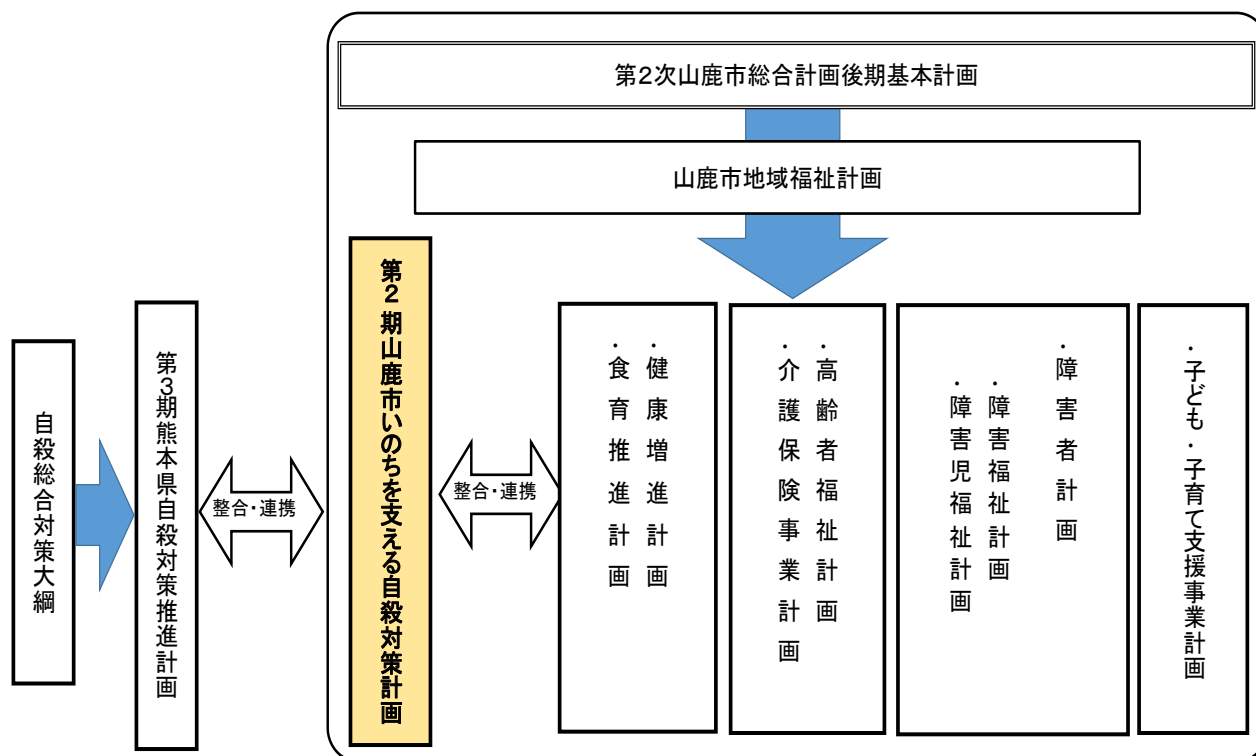 第2次山鹿市総合計画後期基本計画
山鹿市地域福祉計画
自殺総合対策大綱
第3期熊本県自殺対策推進計画
整合・連携
第2期山鹿市いのちを支える自殺対策計画
整合・連携
・健康増進計画
・食育推進計画
・高齢者福祉計画
・介護保険事業計画
・障害者計画
・障害福祉計画
・障害児福祉計画
・子ども・子育て支援事業計画